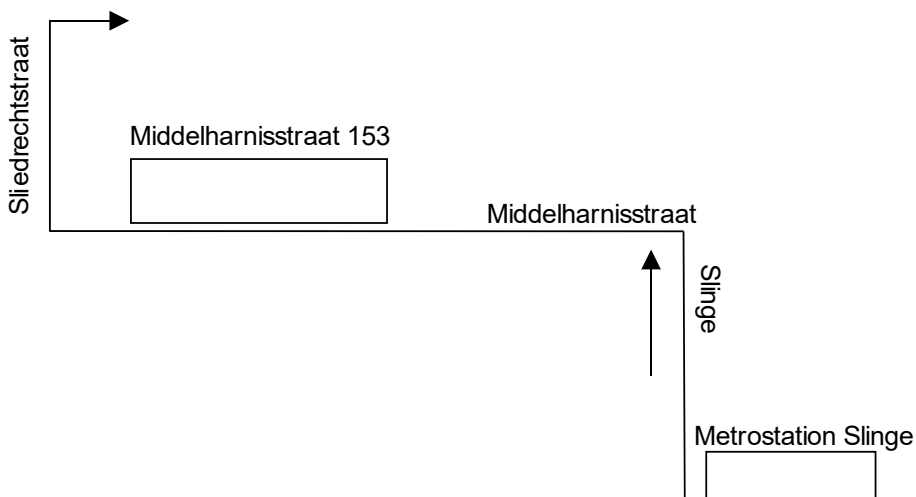 Sliedrechtstraat
Middelharnisstraat 153
Middelharnisstraat
Slinge
Metrostation Slinge